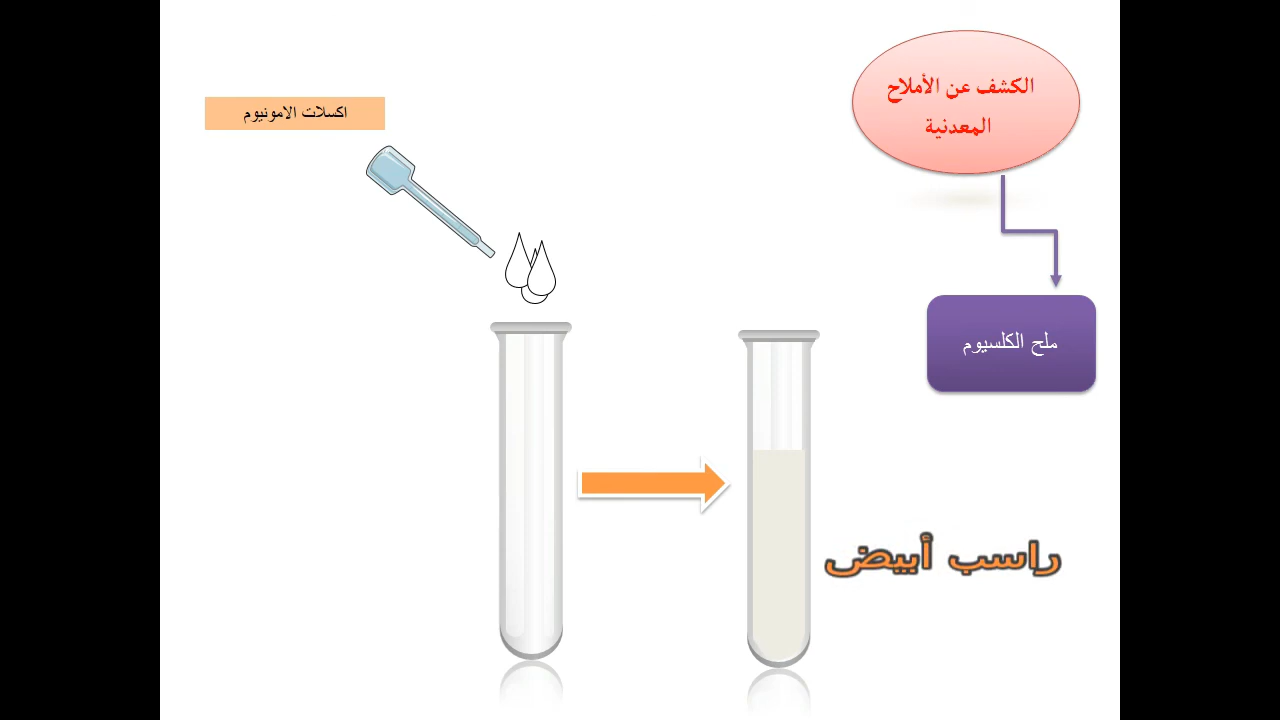 الكشف عن الأملاح
المعدنية
اكسلات الامونيوم
ملح الكلسيوم
راسب أبيض